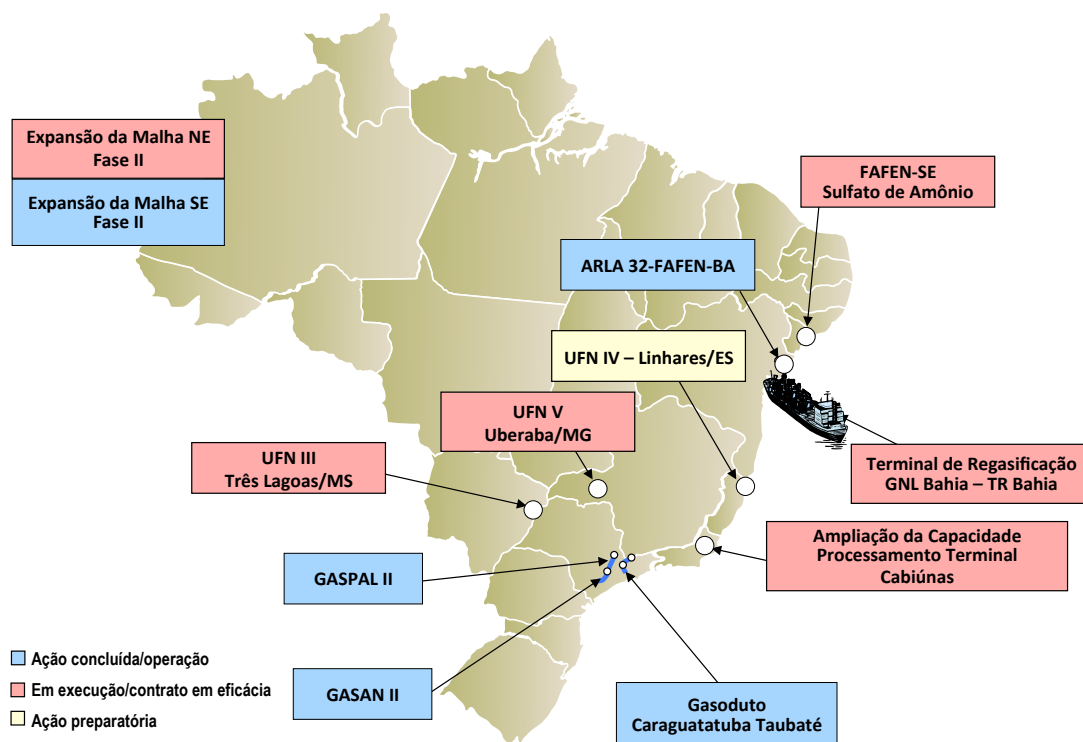 Expansão da Malha NE
Fase II
Expansão da Malha SE
Fase II
FAFEN-SE
Sulfato de Amônio
ARLA 32-FAFEN-BA
UFN IV – Linhares/ES
UFN V
Uberaba/MG
UFN III
Três Lagoas/MS
Terminal de Regasificação
GNL Bahia – TR Bahia
Ampliação da Capacidade
Processamento Terminal
Cabiúnas
GASPAL II
GASAN II
Gasoduto
Caraguatatuba Taubaté
Ação concluída/operação
Em execução/contrato em eficácia
Ação preparatória